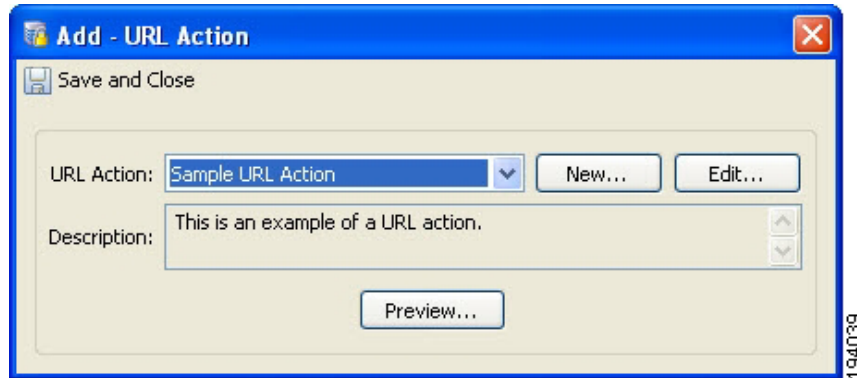 Add - URL Action
Save and Close
URL Action: Sample URL Action New... Edit...
Description: This is an example of a URL action.
Preview...
194039